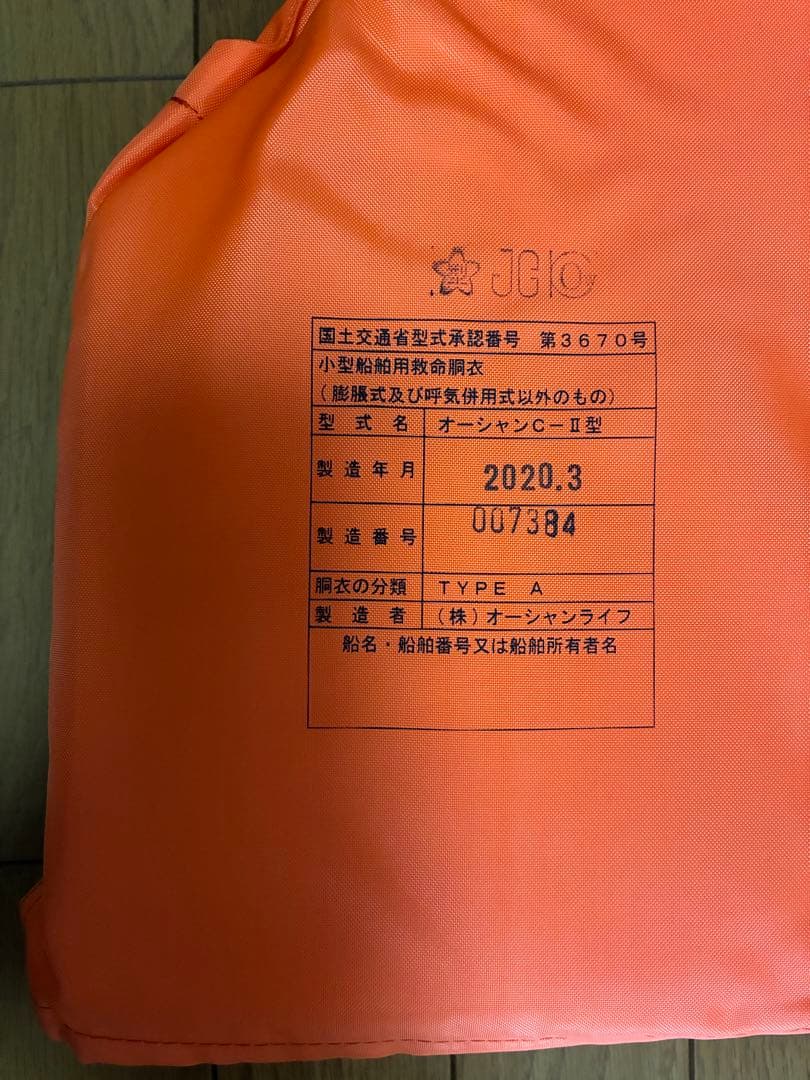 型 JCI Oy
国土交通省型式承認番号 第3670号
小型船舶用救命胴衣
(膨脹式及び呼気併用式以外のもの)
型式名 オーシャンC-Ⅱ型
製造年月 2020.3
製造番号 007384
胴衣の分類 TYPE A
製造者 (株)オーシャンライフ
船名・船舶番号又は船舶所有者名